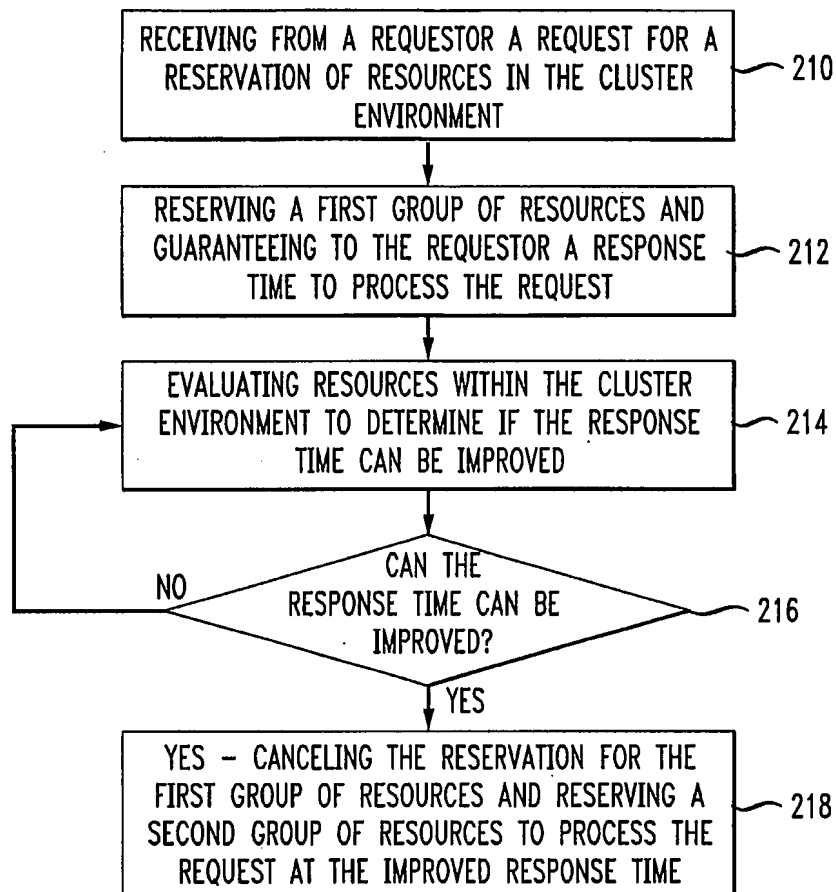 RECEIVING FROM A REQUESTOR A REQUEST FOR A
RESERVATION OF RESOURCES IN THE CLUSTER
ENVIRONMENT
210
RESERVING A FIRST GROUP OF RESOURCES AND
GUARANTEEING TO THE REQUESTOR A RESPONSE
TIME TO PROCESS THE REQUEST
212
EVALUATING RESOURCES WITHIN THE CLUSTER
ENVIRONMENT TO DETERMINE IF THE RESPONSE
TIME CAN BE IMPROVED
214
CAN THE
RESPONSE TIME CAN BE
IMPROVED?
216
NO
YES
YES – CANCELING THE RESERVATION FOR THE
FIRST GROUP OF RESOURCES AND RESERVING A
SECOND GROUP OF RESOURCES TO PROCESS THE
REQUEST AT THE IMPROVED RESPONSE TIME
218